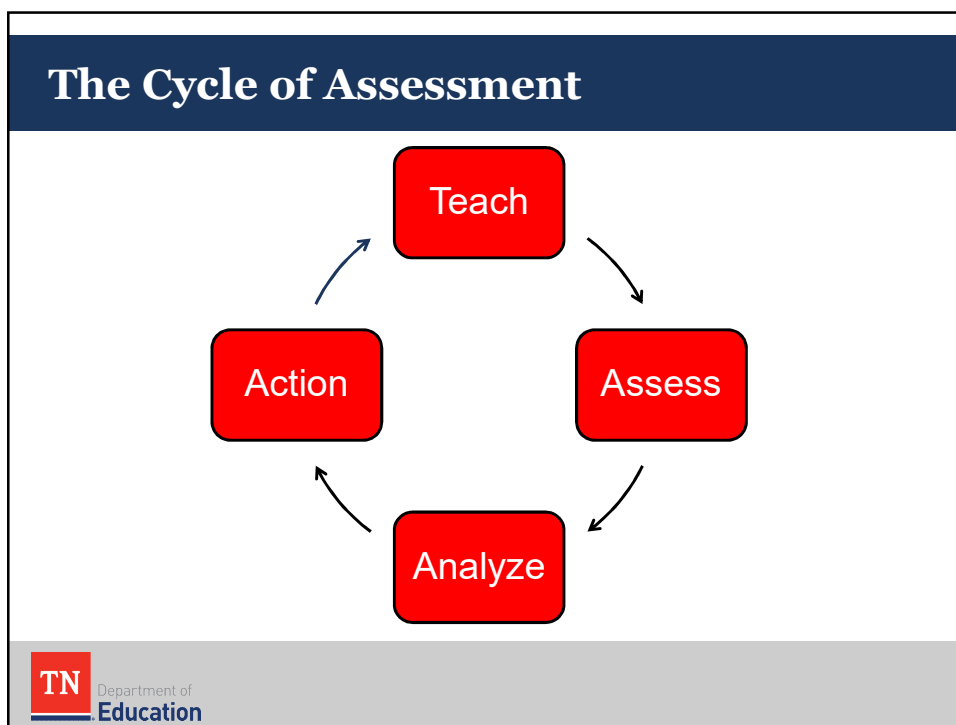 The Cycle of Assessment
Teach
Action
Assess
Analyze
TN
Department of
Education